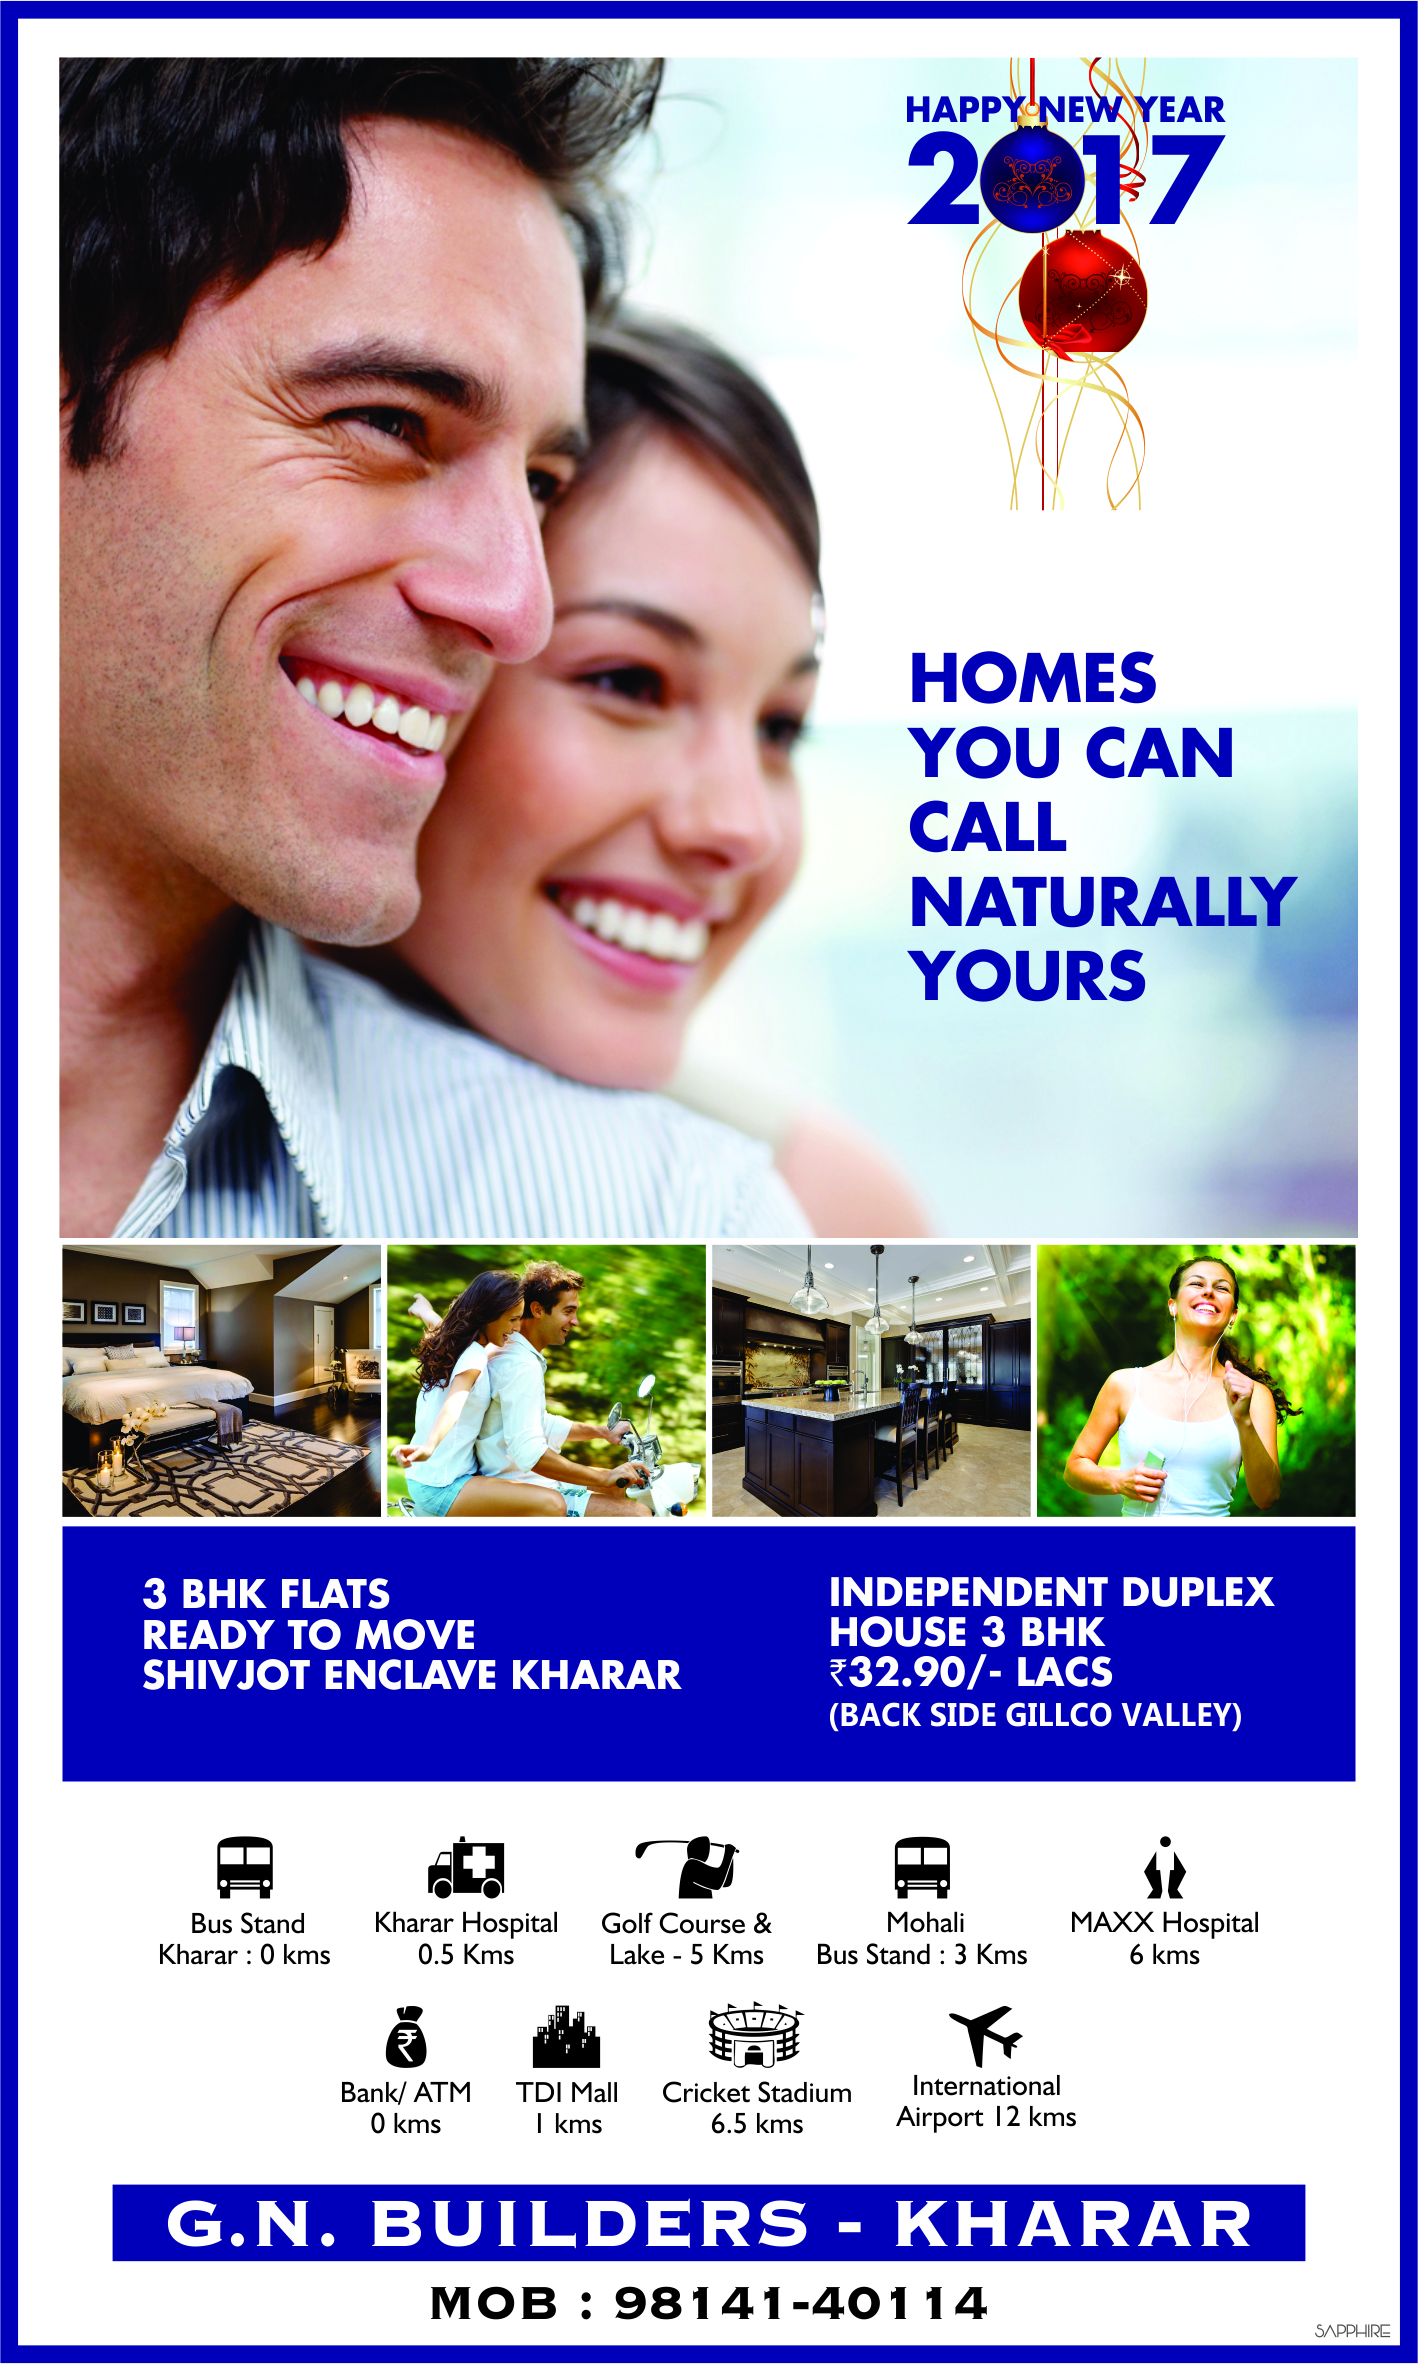 HAPPY NEW YEAR
2017
HOMES
YOU CAN
CALL
NATURALLY
YOURS
3 BHK FLATS
READY TO MOVE
SHIVJOT ENCLAVE KHARAR
INDEPENDENT DUPLEX
HOUSE 3 BHK
₹32.90/- LACS
(BACK SIDE GILLCO VALLEY)
Bus Stand
Kharar : 0 kms
Kharar Hospital
0.5 Kms
Golf Course &
Lake - 5 Kms
Mohali
Bus Stand : 3 Kms
MAXX Hospital
6 kms
₹
Bank/ ATM
0 kms
TDI Mall
1 kms
Cricket Stadium
6.5 kms
International
Airport 12 kms
G.N. BUILDERS - KHARAR
MOB : 98141-40114
SAPPHIRE